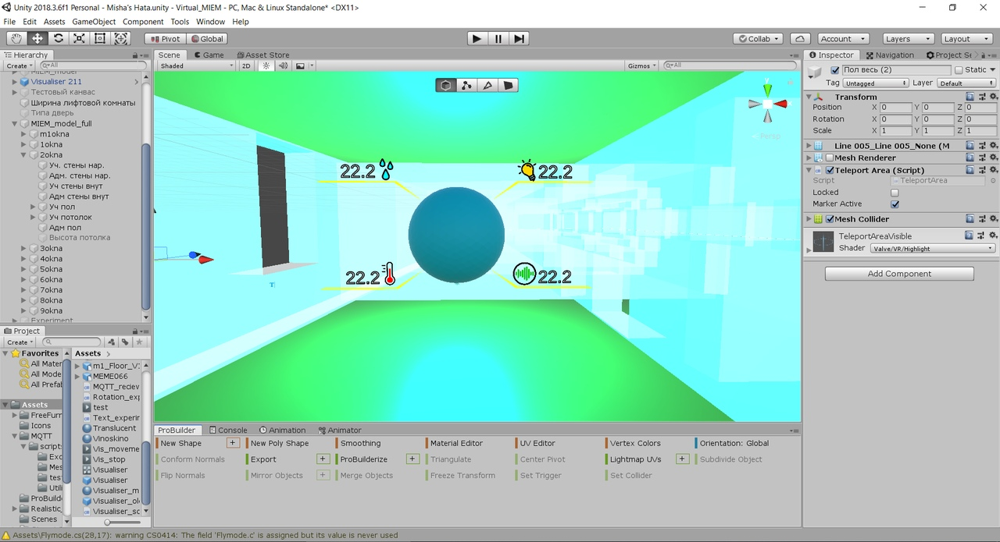 Unity 2018.3.6f1 Personal - Misha's Hata.unity - Virtual_MIEM - PC, Mac & Linux Standalone* <DX11>
File Edit Assets GameObject Component Tools Window Help
Pivot Global Collab Account Layers Layout
Hierarchy
Create All
Visualiser 211
Тестовый канвас
Ширина лифтовой комнаты
Типа дверь
MIEM_model_full
m1okna
1okna
2okna
Уч. стены нар.
Адм. стены нар.
Уч стены внут
Адм стены внут
Уч пол
Уч потолок
Адм пол
Высота потолка
3okna
4okna
5okna
6okna
7okna
8okna
9okna
Experiment
Scene Game Asset Store
Shaded 2D Gizmos All
22.2 22.2
22.2 22.2
Inspector Navigation Project Se
Пол весь (2) Static
Tag Untagged Layer Default
Transform
Position X 0 Y 0 Z 0
Rotation X 0 Y 0 Z 0
Scale X 1 Y 1 Z 1
Line 005_Line 005_None (M
Mesh Renderer
Teleport Area (Script)
Script TeleportArea
Locked
Marker Active
Mesh Collider
TeleportAreaVisible
Shader Valve/VR/Highlight
Add Component
Project
Create
Favorites
All Mater
All Mode
All Prefab
Assets
FreeFurn
Icons
MQTT
script
Exc
Mes
test
Utili
ProBuilde
Realistic_
Scenes
Assets
m1_Floor_V
MEME066
MQTT_reciev
Rotation_exp
test
Text_experir
Translucent
Vinoskino
Vis_moveme
Vis_stop
Visualiser
Visualiser
Visualiser_m
Visualiser_ol
Visualiser_sc
ProBuilder Console Animation Animator
New Shape + New Poly Shape Smoothing Material Editor UV Editor Vertex Colors Orientation: Global
Conform Normals Export + ProBuilderize + Triangulate Center Pivot Lightmap UVs + Subdivide Object
Flip Normals Mirror Objects + Merge Objects Freeze Transform Set Trigger Set Collider
Assets\Flymode.cs(28,17): warning CS0414: The field 'Flymode.c' is assigned but its value is never used